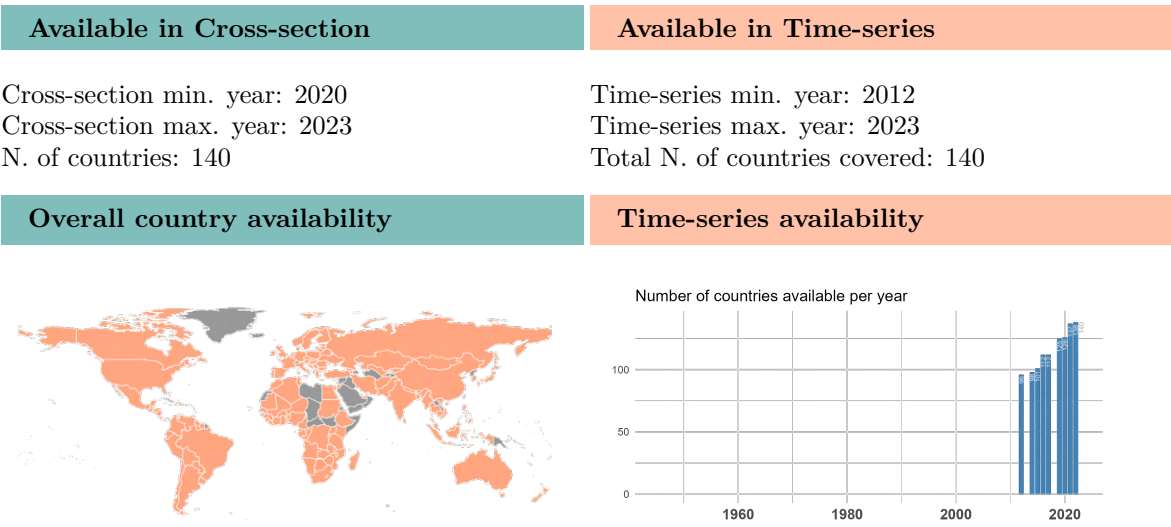 Available in Cross-section
Available in Time-series
Cross-section min. year: 2020
Cross-section max. year: 2023
N. of countries: 140
Time-series min. year: 2012
Time-series max. year: 2023
Total N. of countries covered: 140
Overall country availability
Time-series availability
Number of countries available per year
100
50
0
1960
1980
2000
2020